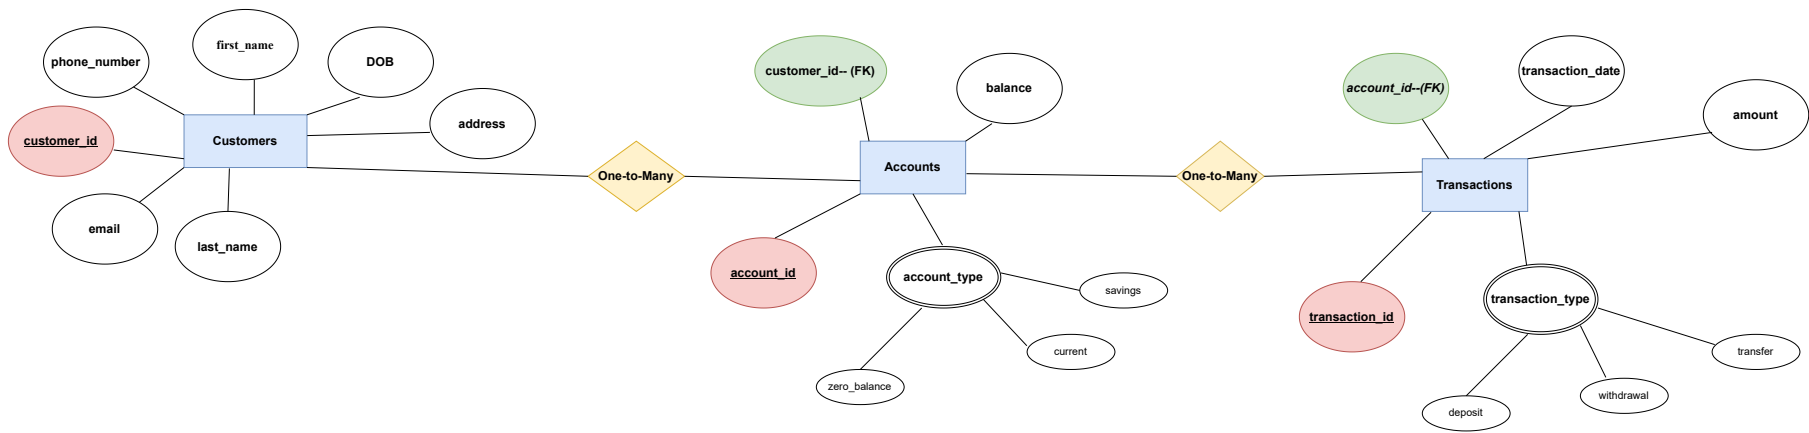 first_name
phone_number
DOB
customer_id
Customers
address
email
last_name
One-to-Many
customer_id-- (FK)
balance
Accounts
account_id
account_type
savings
current
zero_balance
One-to-Many
account_id--(FK)
transaction_date
amount
Transactions
transaction_id
transaction_type
transfer
withdrawal
deposit